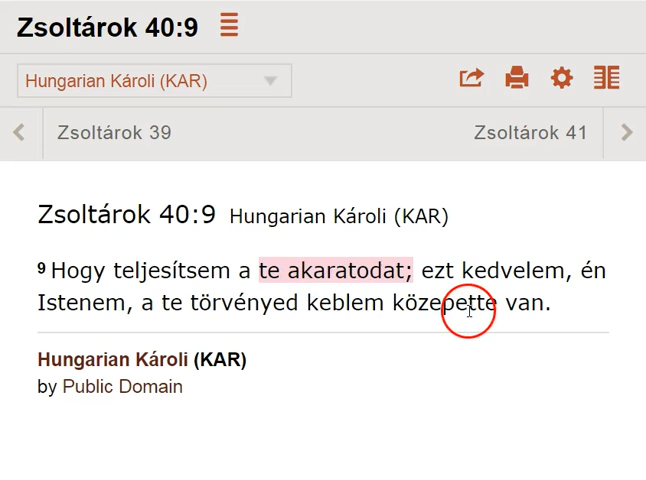 Zsoltárok 40:9
Hungarian Károli (KAR)
Zsoltárok 39 Zsoltárok 41
Zsoltárok 40:9 Hungarian Károli (KAR)
9 Hogy teljesítsem a te akaratodat; ezt kedvelem, én
Istenem, a te törvényed keblem közepette van.
Hungarian Károli (KAR)
by Public Domain